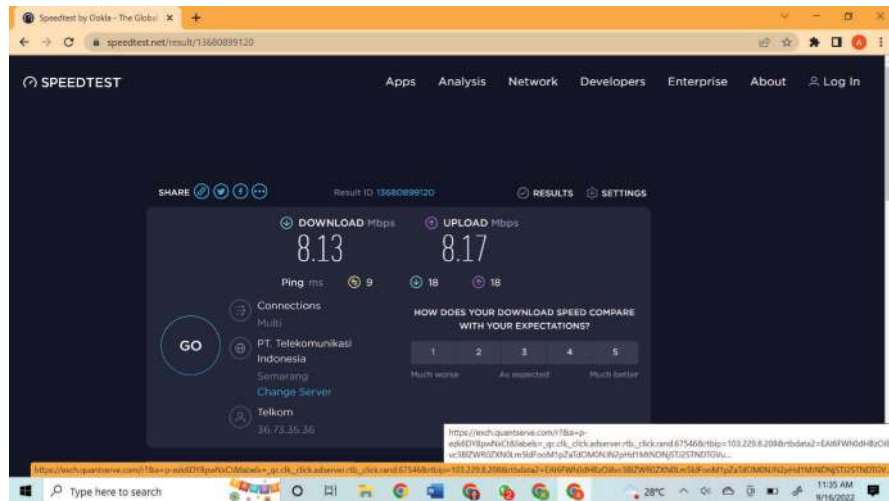 Speedtest by Ookla - The Global
speedtest.net/result/13680899120
SPEEDTEST
Apps Analysis Network Developers Enterprise About Log In
SHARE Result ID 13680899120 RESULTS SETTINGS
DOWNLOAD Mbps UPLOAD Mbps
8.13 8.17
Ping ms 9 18 18
Connections
Multi
HOW DOES YOUR DOWNLOAD SPEED COMPARE
WITH YOUR EXPECTATIONS?
GO
PT. Telekomunikasi
Indonesia
1 2 3 4 5
Much worse As expected Much better
Semarang
Change Server
Telkom
36.73.35.36
Type here to search
28°C
11:35 AM
9/16/2022